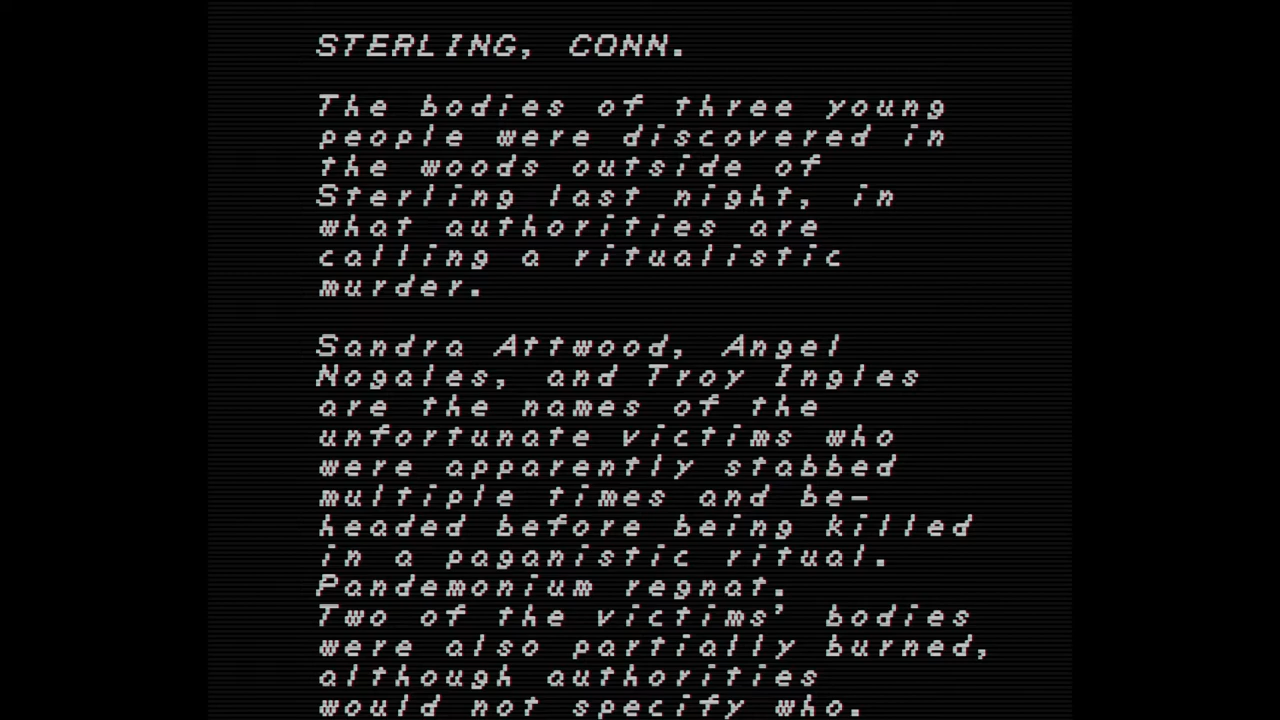 STERLING, CONN.
The bodies of three young
people were discovered in
the woods outside of
Sterling last night, in
what authorities are
calling a ritualistic
murder.
Sandra Attwood, Angel
Nogales, and Troy Ingles
are the names of the
unfortunate victims who
were apparently stabbed
multiple times and be-
headed before being killed
in a paganistic ritual.
Pandemonium regnat.
Two of the victims' bodies
were also partially burned,
although authorities
would not specify who.